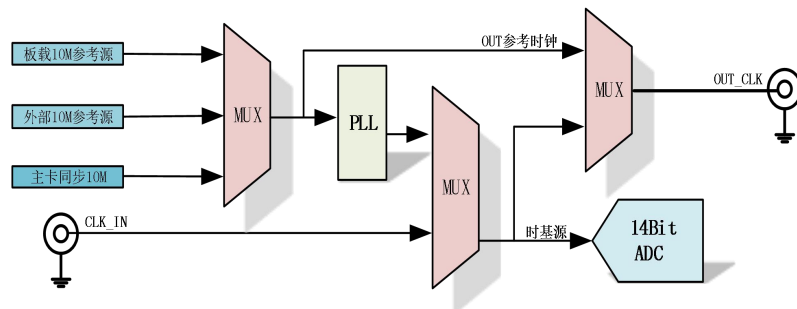 板载10M参考源
外部10M参考源
主卡同步10M
CLK_IN
MUX
PLL
MUX
OUT参考时钟
MUX
OUT_CLK
时基源
14Bit
ADC